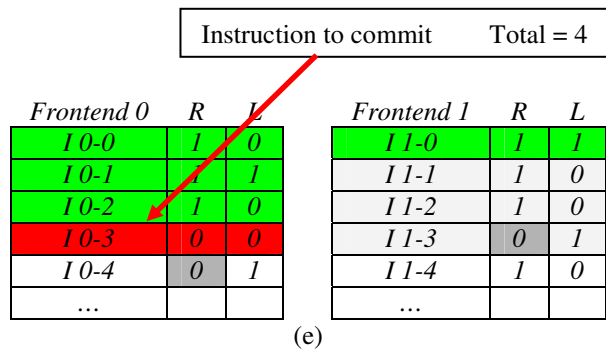 Instruction to commit Total = 4
Frontend 0 R L Frontend 1 R L
I 0-0 1 0 I 1-0 1 1
I 0-1 1 1 I 1-1 1 0
I 0-2 1 0 I 1-2 1 0
I 0-3 0 0 I 1-3 0 1
I 0-4 0 1 I 1-4 1 0
... ...
(e)